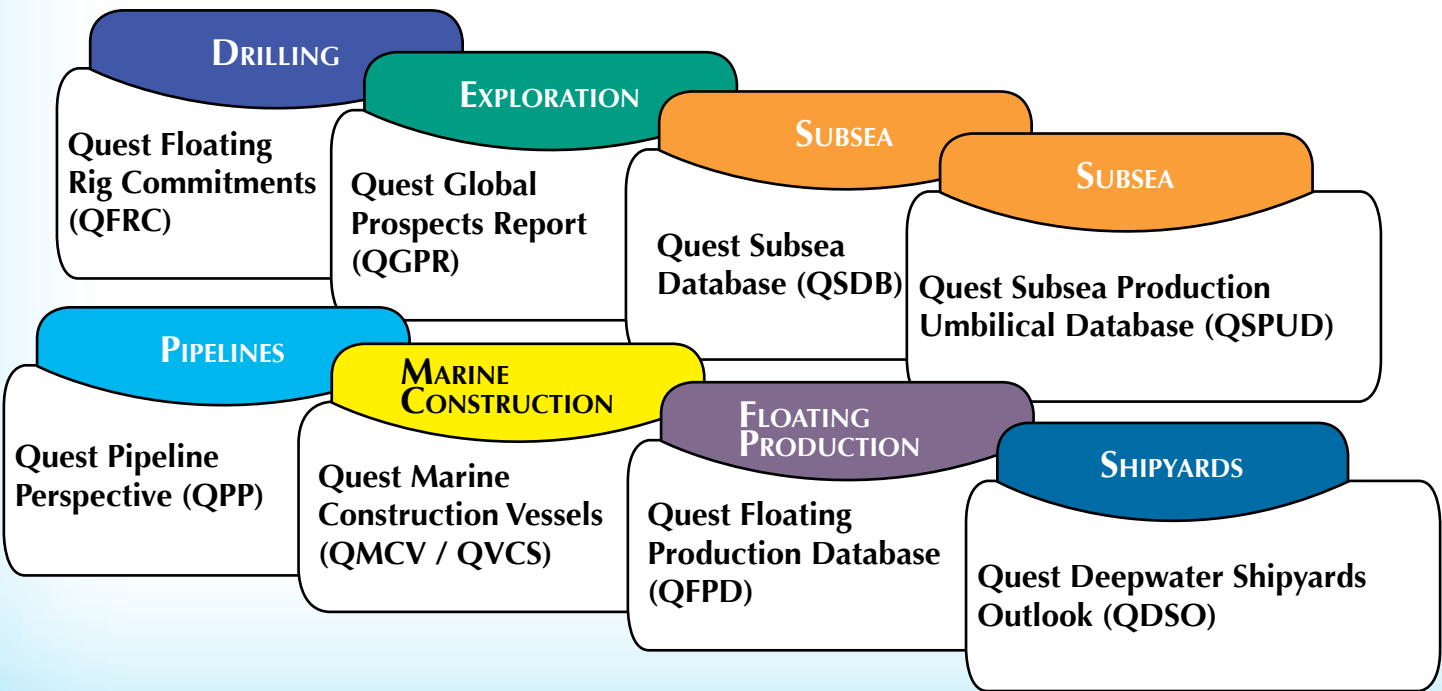 Drilling
Quest Floating
Rig Commitments
(QFRC)
Exploration
Quest Global
Prospects Report
(QGPR)
Subsea
Quest Subsea
Database (QSDB)
Subsea
Quest Subsea Production
Umbilical Database (QSPUD)
Pipelines
Quest Pipeline
Perspective (QPP)
Marine
Construction
Quest Marine
Construction Vessels
(QMCV / QVCS)
Floating
Production
Quest Floating
Production Database
(QFPD)
Shipyards
Quest Deepwater Shipyards
Outlook (QDSO)